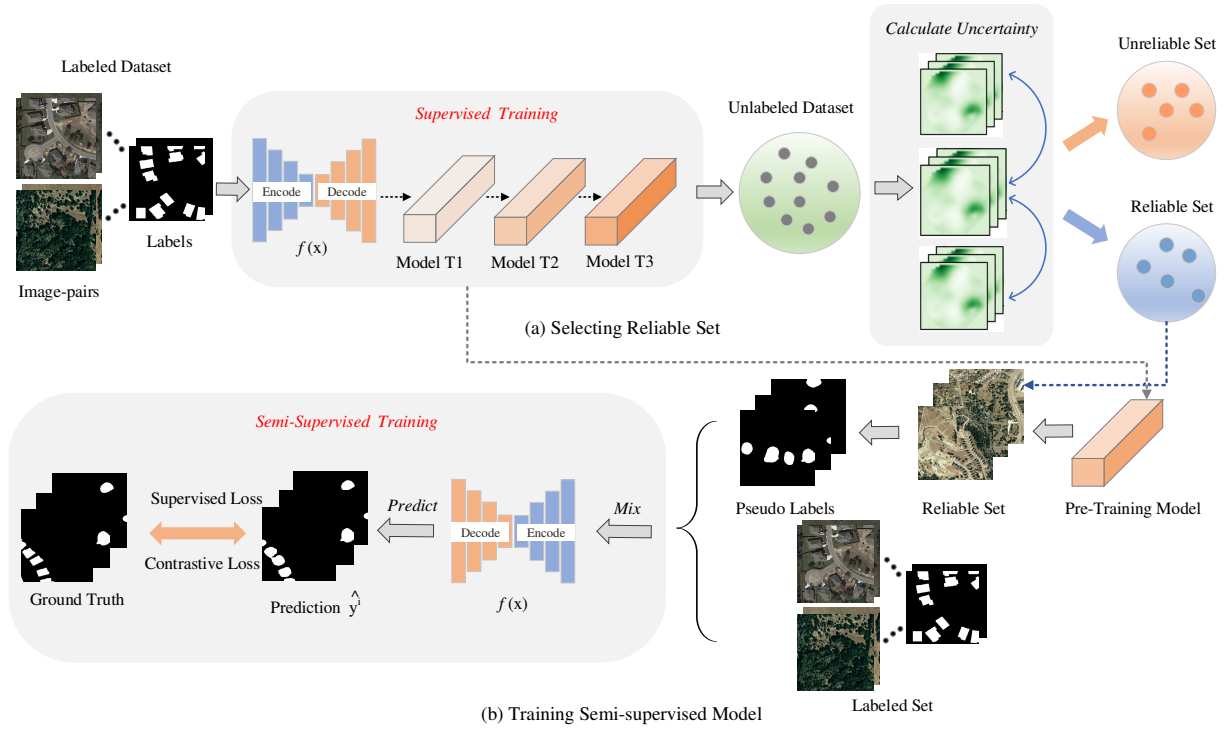 Calculate Uncertainty
Unreliable Set
Labeled Dataset
Supervised Training
Unlabeled Dataset
Encode
Decode
Reliable Set
Labels
f (x)
Model T1
Model T2
Model T3
Image-pairs
(a) Selecting Reliable Set
Semi-Supervised Training
Supervised Loss
Predict
Mix
Pseudo Labels
Reliable Set
Pre-Training Model
Decode
Encode
Contrastive Loss
Ground Truth
Prediction ŷⁱ
f (x)
Labeled Set
(b) Training Semi-supervised Model